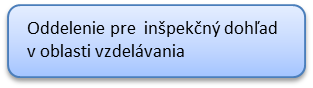 Oddelenie pre  inšpekčný dohľad
v oblasti vzdelávania